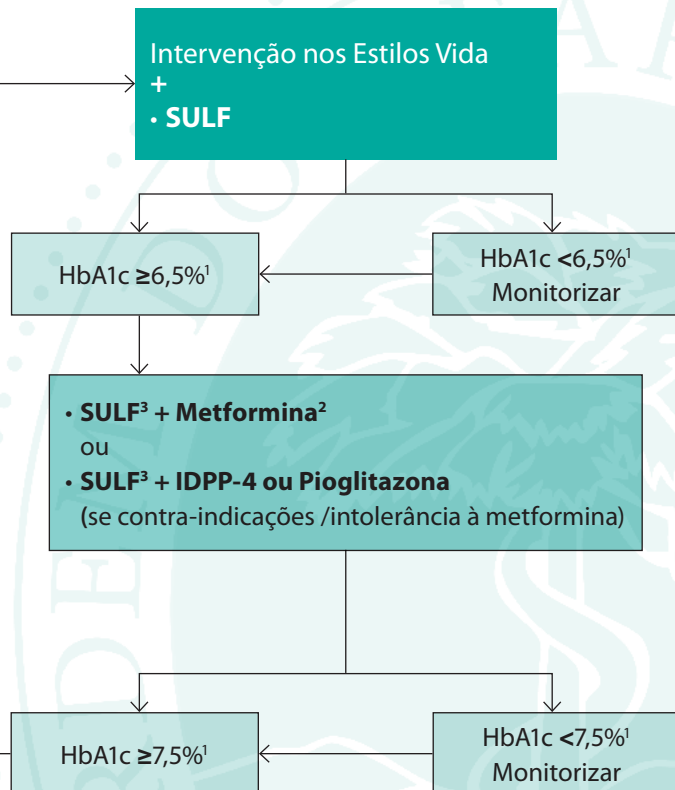 Intervenção nos Estilos Vida
+
• SULF
HbA1c ≥6,5%¹
HbA1c <6,5%¹
Monitorizar
• SULF³ + Metformina²
ou
• SULF³ + IDPP-4 ou Pioglitazona
(se contra-indicações /intolerância à metformina)
HbA1c ≥7,5%¹
HbA1c <7,5%¹
Monitorizar